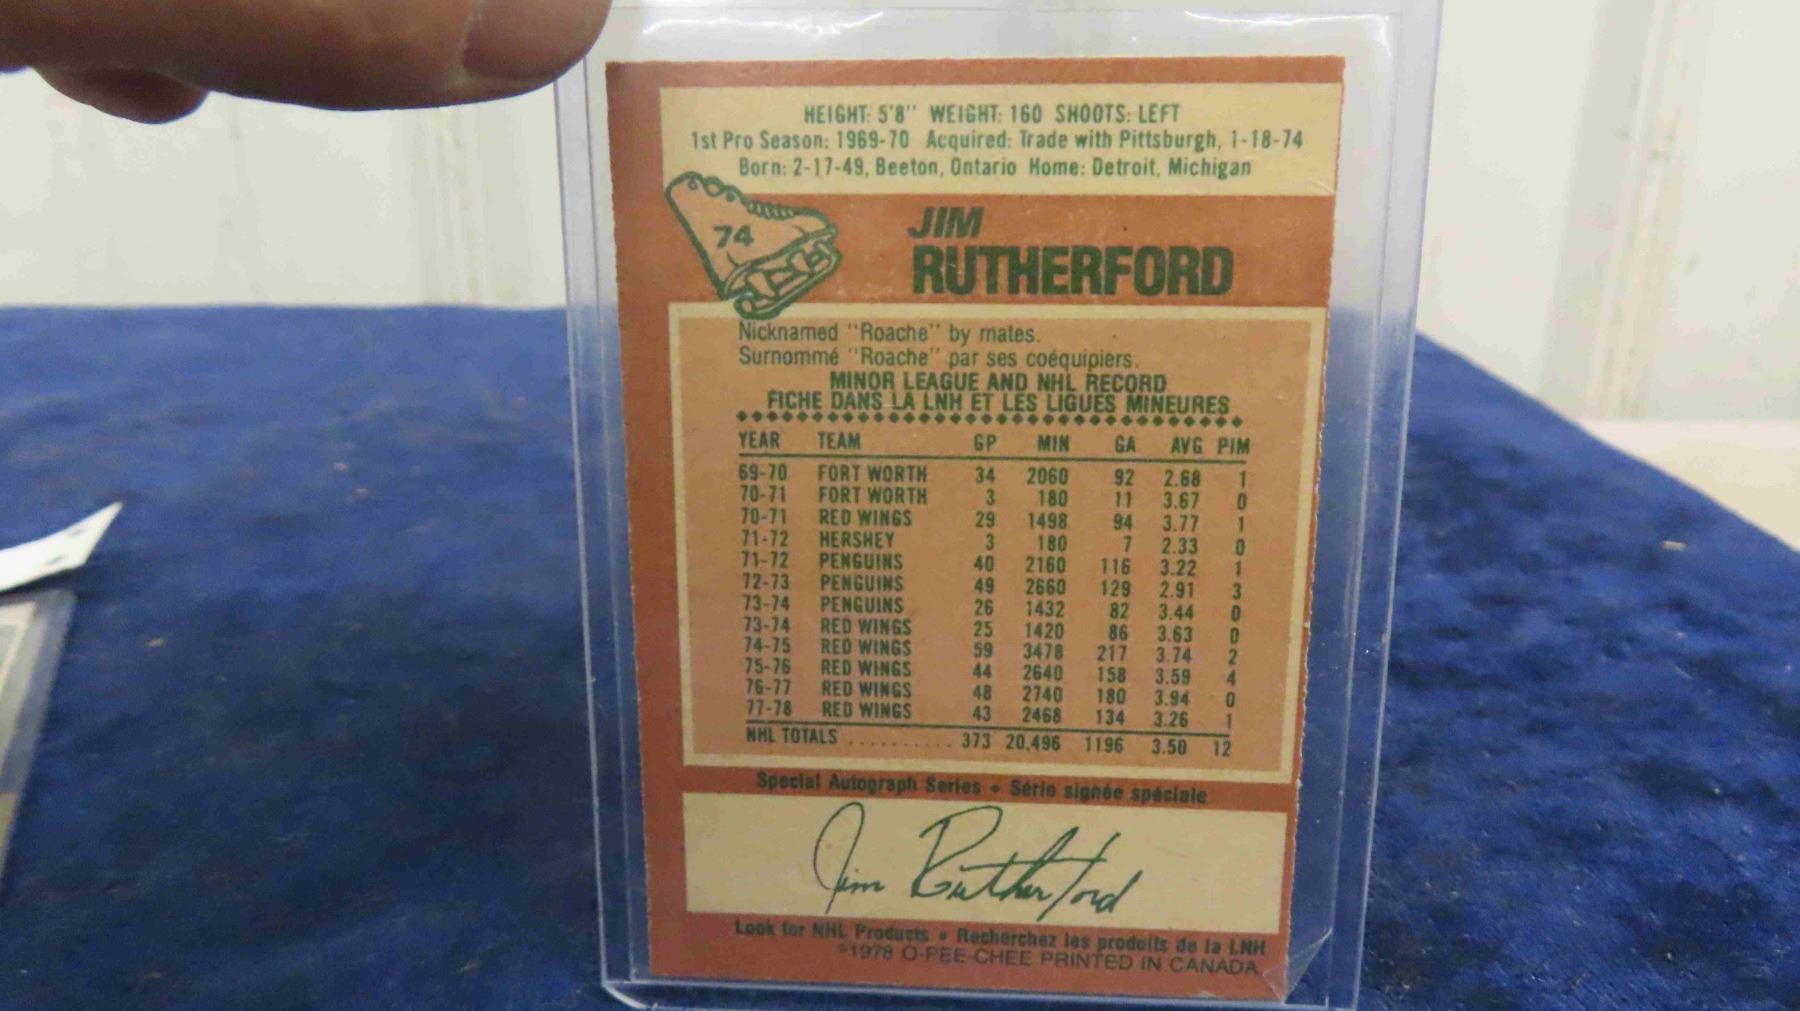 HEIGHT: 5'8" WEIGHT: 160 SHOOTS: LEFT
1st Pro Season: 1969-70 Acquired: Trade with Pittsburgh, 1-18-74
Born: 2-17-49, Beeton, Ontario Home: Detroit, Michigan
74
JIM
RUTHERFORD
Nicknamed "Roache" by mates.
Surnommé "Roache" par ses coéquipiers.
MINOR LEAGUE AND NHL RECORD
FICHE DANS LA LNH ET LES LIGUES MINEURES
YEAR TEAM GP MIN GA AVG PIM
69-70 FORT WORTH 34 2060 92 2.68 1
70-71 FORT WORTH 3 180 11 3.67 0
70-71 RED WINGS 29 1498 94 3.77 1
71-72 HERSHEY 3 180 7 2.33 0
71-72 PENGUINS 40 2160 116 3.22 1
72-73 PENGUINS 49 2660 129 2.91 3
73-74 PENGUINS 26 1432 82 3.44 0
73-74 RED WINGS 25 1420 86 3.63 0
74-75 RED WINGS 59 3478 217 3.74 2
75-76 RED WINGS 44 2640 158 3.59 4
76-77 RED WINGS 48 2740 180 3.94 0
77-78 RED WINGS 43 2468 134 3.26 1
NHL TOTALS .......... 373 20,496 1196 3.50 12
Special Autograph Series • Série signée spéciale
Jim Rutherford
Look for NHL Products • Recherchez les produits de la LNH
©1978 O-PEE-CHEE PRINTED IN CANADA